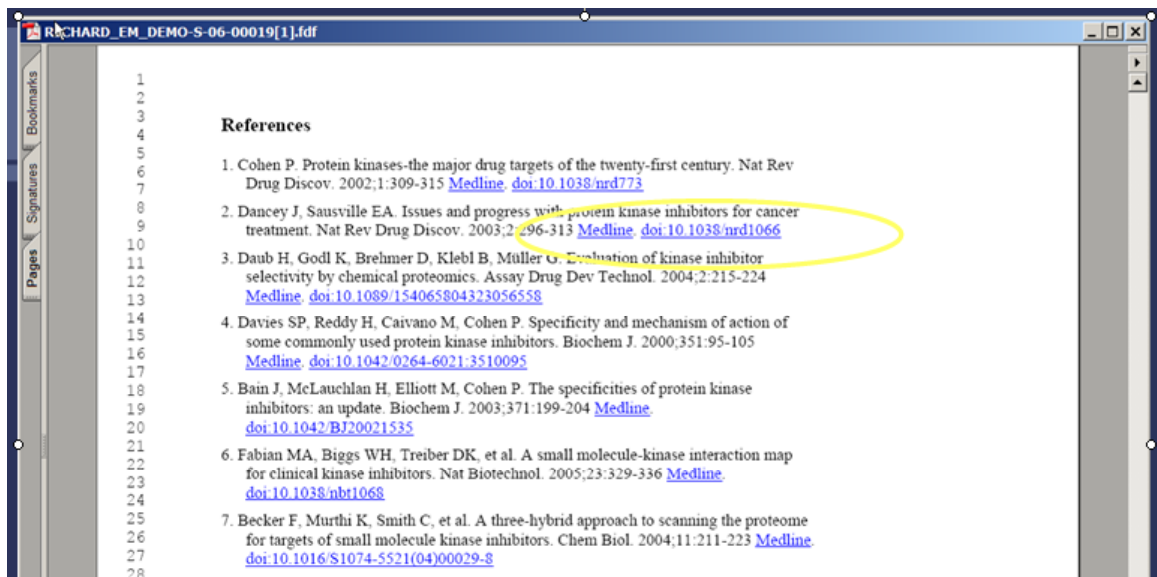 RICHARD_EM_DEMO-S-06-00019[1].fdf
Bookmarks
Signatures
Pages
1
2
3
4
5
6
7
8
9
10
11
12
13
14
15
16
17
18
19
20
21
22
23
24
25
26
27
28
References
1. Cohen P. Protein kinases-the major drug targets of the twenty-first century. Nat Rev
Drug Discov. 2002;1:309-315 Medline. doi:10.1038/nrd773
2. Dancey J, Sausville EA. Issues and progress with protein kinase inhibitors for cancer
treatment. Nat Rev Drug Discov. 2003;2:296-313 Medline. doi:10.1038/nrd1066
3. Daub H, Godl K, Brehmer D, Klebl B, Müller G. Evaluation of kinase inhibitor
selectivity by chemical proteomics. Assay Drug Dev Technol. 2004;2:215-224
Medline. doi:10.1089/154065804323056558
4. Davies SP, Reddy H, Caivano M, Cohen P. Specificity and mechanism of action of
some commonly used protein kinase inhibitors. Biochem J. 2000;351:95-105
Medline. doi:10.1042/0264-6021:3510095
5. Bain J, McLauchlan H, Elliott M, Cohen P. The specificities of protein kinase
inhibitors: an update. Biochem J. 2003;371:199-204 Medline.
doi:10.1042/BJ20021535
6. Fabian MA, Biggs WH, Treiber DK, et al. A small molecule-kinase interaction map
for clinical kinase inhibitors. Nat Biotechnol. 2005;23:329-336 Medline.
doi:10.1038/nbt1068
7. Becker F, Murthi K, Smith C, et al. A three-hybrid approach to scanning the proteome
for targets of small molecule kinase inhibitors. Chem Biol. 2004;11:211-223 Medline.
doi:10.1016/S1074-5521(04)00029-8